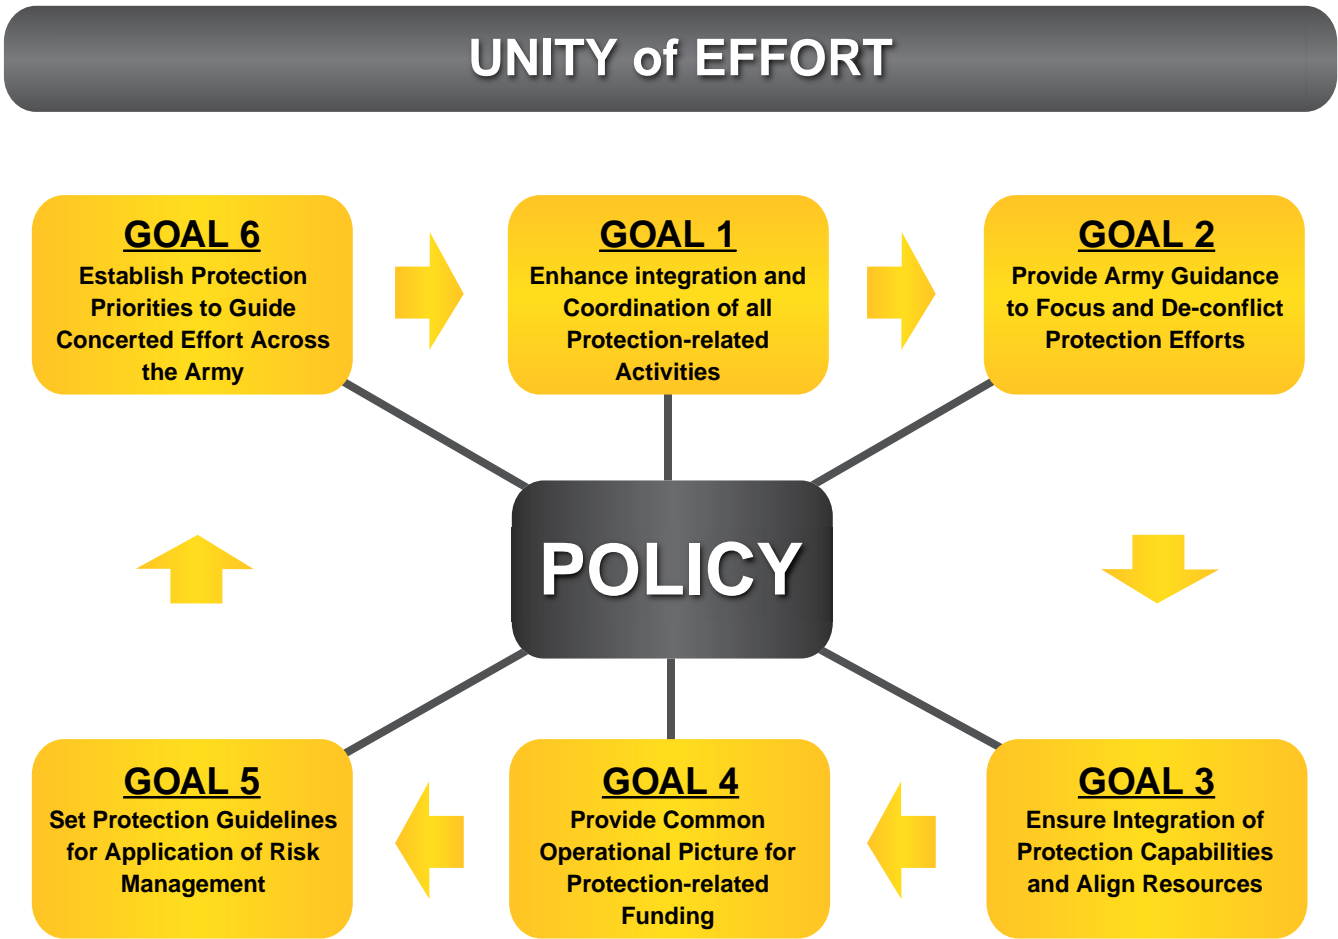 UNITY of EFFORT
GOAL 6
Establish Protection
Priorities to Guide
Concerted Effort Across
the Army
GOAL 1
Enhance integration and
Coordination of all
Protection-related
Activities
GOAL 2
Provide Army Guidance
to Focus and De-conflict
Protection Efforts
POLICY
GOAL 5
Set Protection Guidelines
for Application of Risk
Management
GOAL 4
Provide Common
Operational Picture for
Protection-related
Funding
GOAL 3
Ensure Integration of
Protection Capabilities
and Align Resources